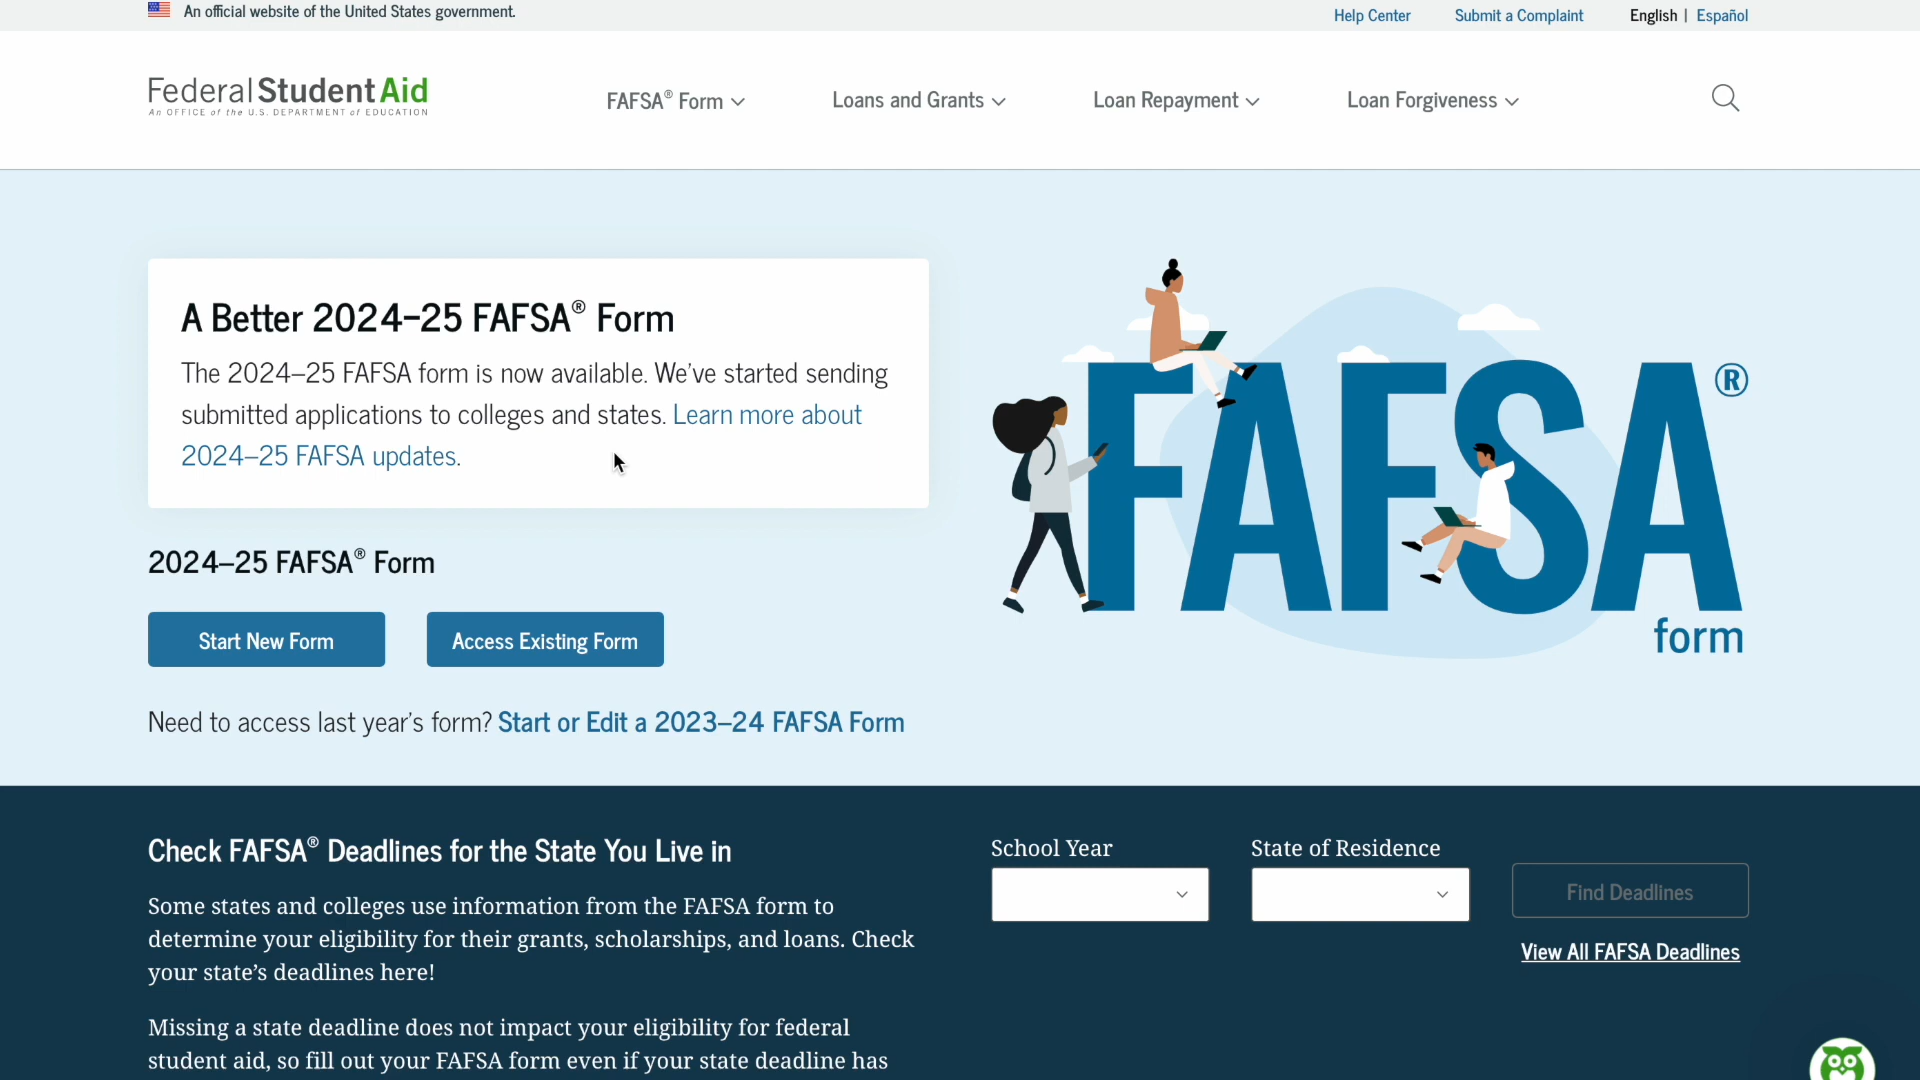 An official website of the United States government.
Help Center
Submit a Complaint
English | Español
Federal Student Aid
An OFFICE of the U.S. DEPARTMENT of EDUCATION
FAFSA® Form
Loans and Grants
Loan Repayment
Loan Forgiveness
A Better 2024–25 FAFSA® Form
The 2024–25 FAFSA form is now available. We've started sending
submitted applications to colleges and states. Learn more about
2024–25 FAFSA updates.
FAFSA®
form
2024–25 FAFSA® Form
Start New Form
Access Existing Form
Need to access last year's form? Start or Edit a 2023–24 FAFSA Form
Check FAFSA® Deadlines for the State You Live in
Some states and colleges use information from the FAFSA form to
determine your eligibility for their grants, scholarships, and loans. Check
your state's deadlines here!
Missing a state deadline does not impact your eligibility for federal
student aid, so fill out your FAFSA form even if your state deadline has
School Year
State of Residence
Find Deadlines
View All FAFSA Deadlines